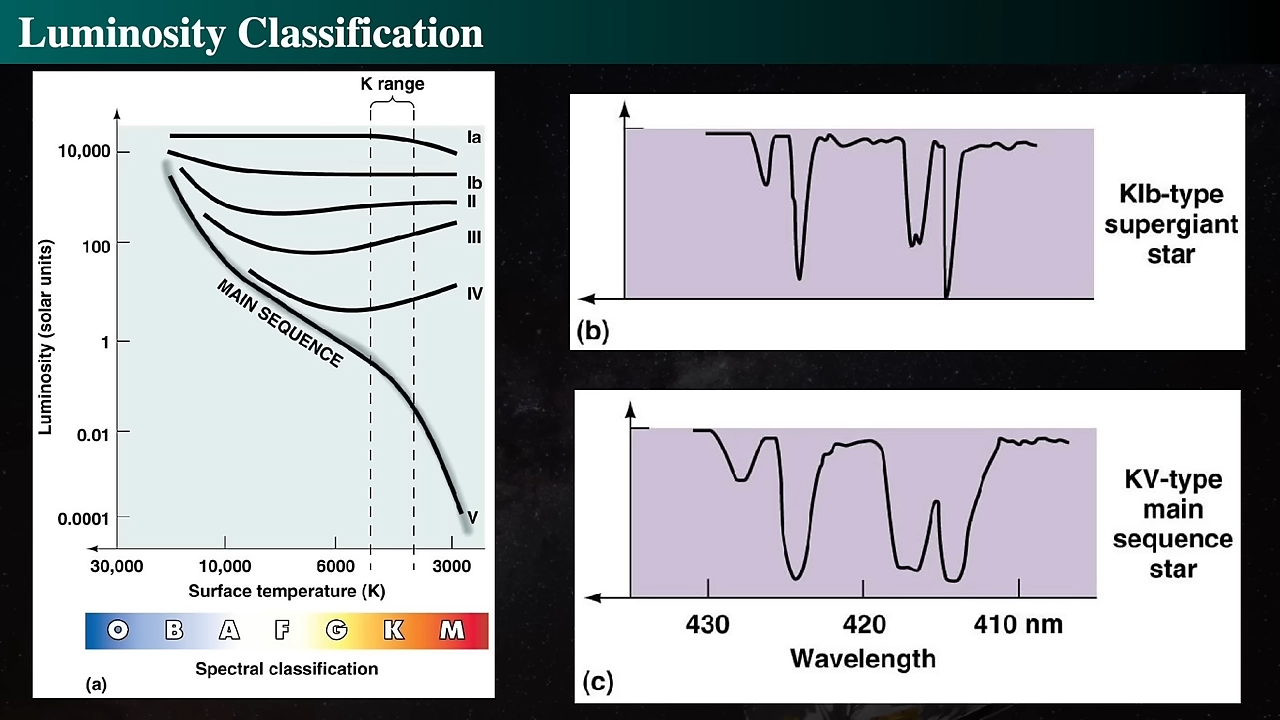 Luminosity Classification
K range
10,000
100
1
0.01
0.0001
Luminosity (solar units)
Ia
Ib
II
III
IV
V
MAIN SEQUENCE
30,000 10,000 6000 3000
Surface temperature (K)
O B A F G K M
Spectral classification
(a)
KIb-type
supergiant
star
(b)
KV-type
main
sequence
star
430 420 410 nm
Wavelength
(c)